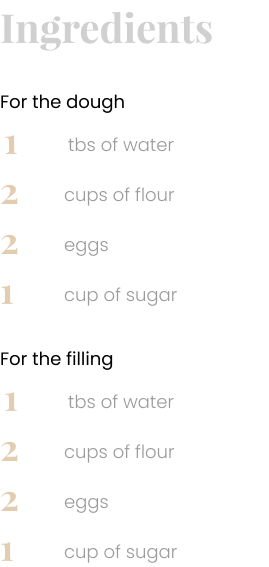 Ingredients
For the dough
1 tbs of water
2 cups of flour
2 eggs
1 cup of sugar
For the filling
1 tbs of water
2 cups of flour
2 eggs
1 cup of sugar